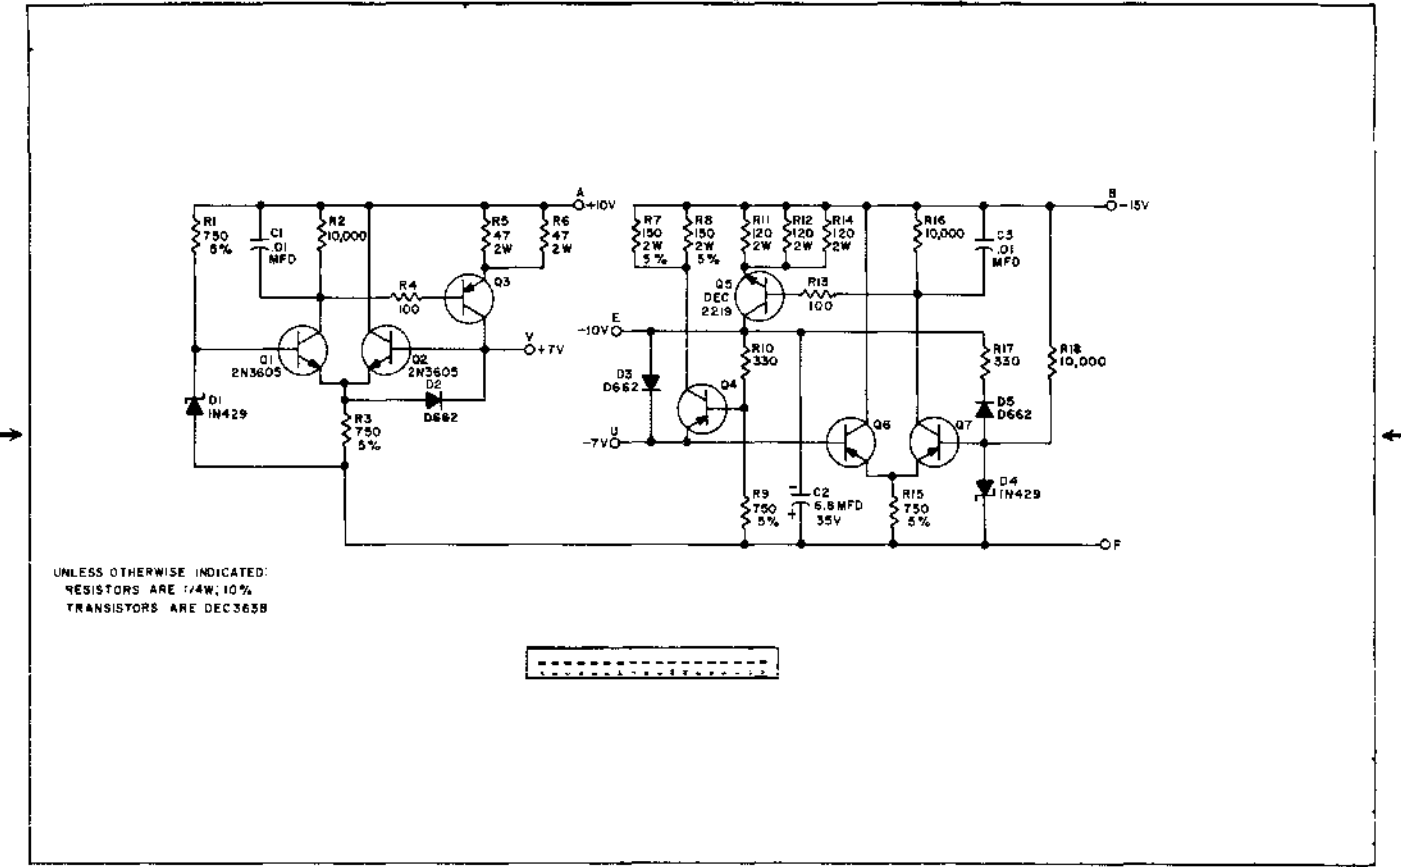 A
+10V
B
-15V
R1
750
5%
C1
.01
MFD
R2
10,000
R5
47
2W
R6
47
2W
R7
150
2W
5%
R8
150
2W
5%
R11
120
2W
R12
120
2W
R14
120
2W
R16
10,000
C3
.01
MFD
R4
100
Q3
Q5
DEC
2219
R13
100
E
-10V
V
+7V
Q1
2N3605
Q2
2N3605
R10
330
R17
330
R18
10,000
D3
D662
D2
D662
Q4
D1
IN429
D5
D662
R3
750
5%
U
-7V
Q6
Q7
D4
IN429
R9
750
5%
C2
6.8MFD
35V
- +
R15
750
5%
F
UNLESS OTHERWISE INDICATED:
RESISTORS ARE 1/4W; 10%
TRANSISTORS ARE DEC3638